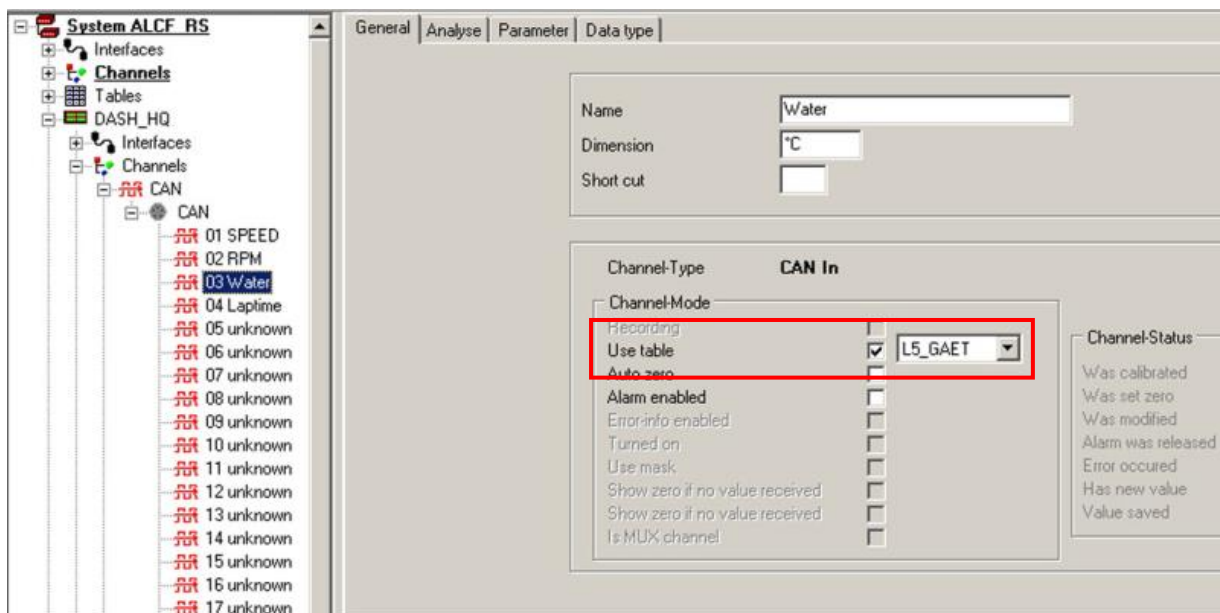 System ALCF_RS
Interfaces
Channels
Tables
DASH_HQ
Interfaces
Channels
CAN
CAN
01 SPEED
02 RPM
03 Water
04 Laptime
05 unknown
06 unknown
07 unknown
08 unknown
09 unknown
10 unknown
11 unknown
12 unknown
13 unknown
14 unknown
15 unknown
16 unknown
17 unknown
General Analyse Parameter Data type
Name Water
Dimension °C
Short cut
Channel-Type CAN In
Channel-Mode
Recording
Use table L5_GAET
Auto zero
Alarm enabled
Error-info enabled
Turned on
Use mask
Show zero if no value received
Show zero if no value received
Is MUX channel
Channel-Status
Was calibrated
Was set zero
Was modified
Alarm was released
Error occured
Has new value
Value saved